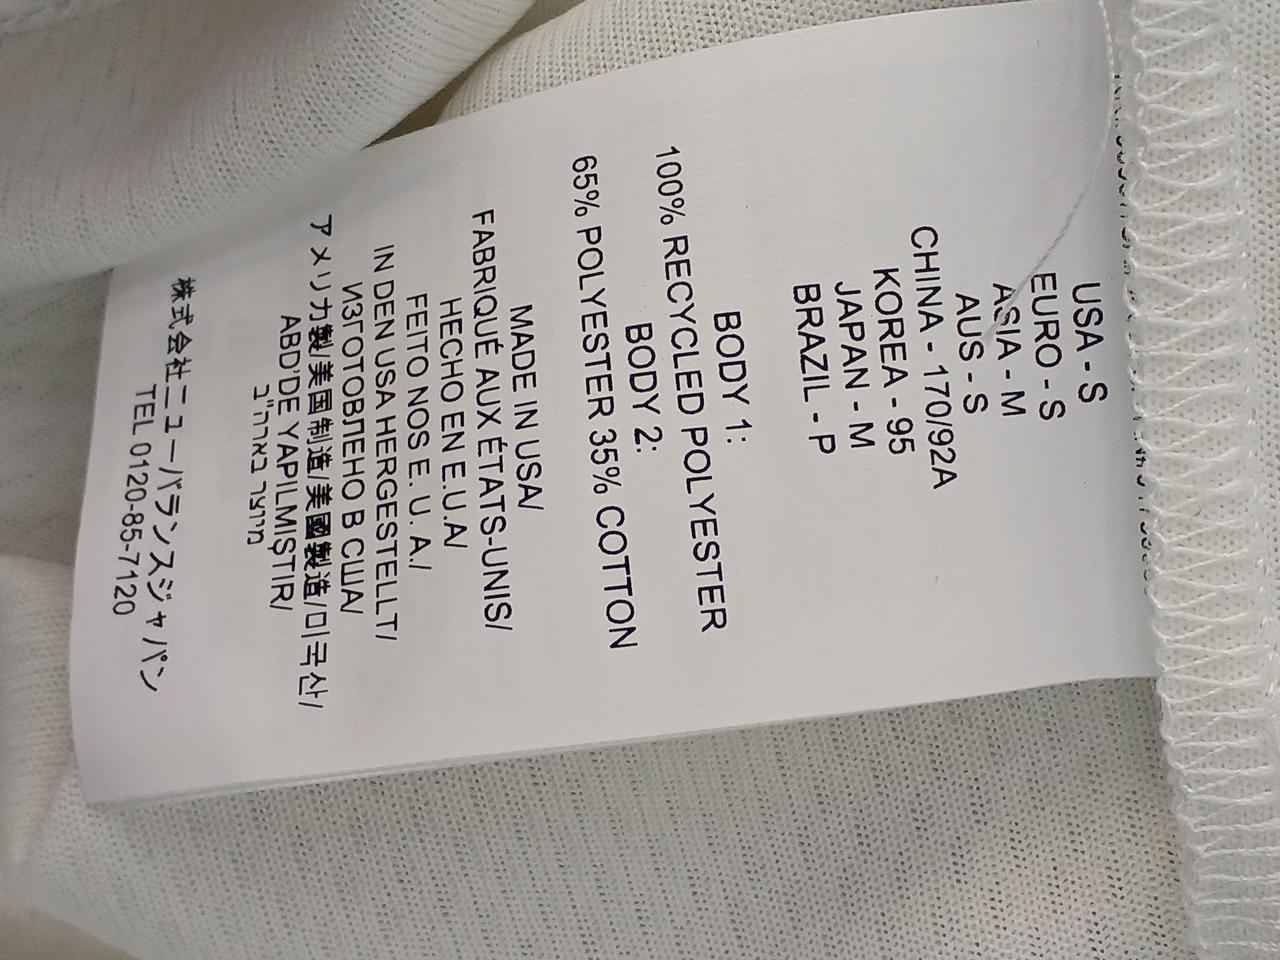 USA - S
EURO - S
ASIA - M
AUS - S
CHINA - 170/92A
KOREA - 95
JAPAN - M
BRAZIL - P
BODY 1:
100% RECYCLED POLYESTER
BODY 2:
65% POLYESTER 35% COTTON
MADE IN USA/
FABRIQUÉ AUX ÉTATS-UNIS/
HECHO EN E.U.A/
FEITO NOS E. U. A./
IN DEN USA HERGESTELLT/
ИЗГОТОВЛЕНО В США/
アメリカ製/美国制造/美國製造/미국산/
ABD'DE YAPILMIŞTIR/
מיוצר בארה"ב
株式会社ニューバランスジャパン
TEL 0120-85-7120